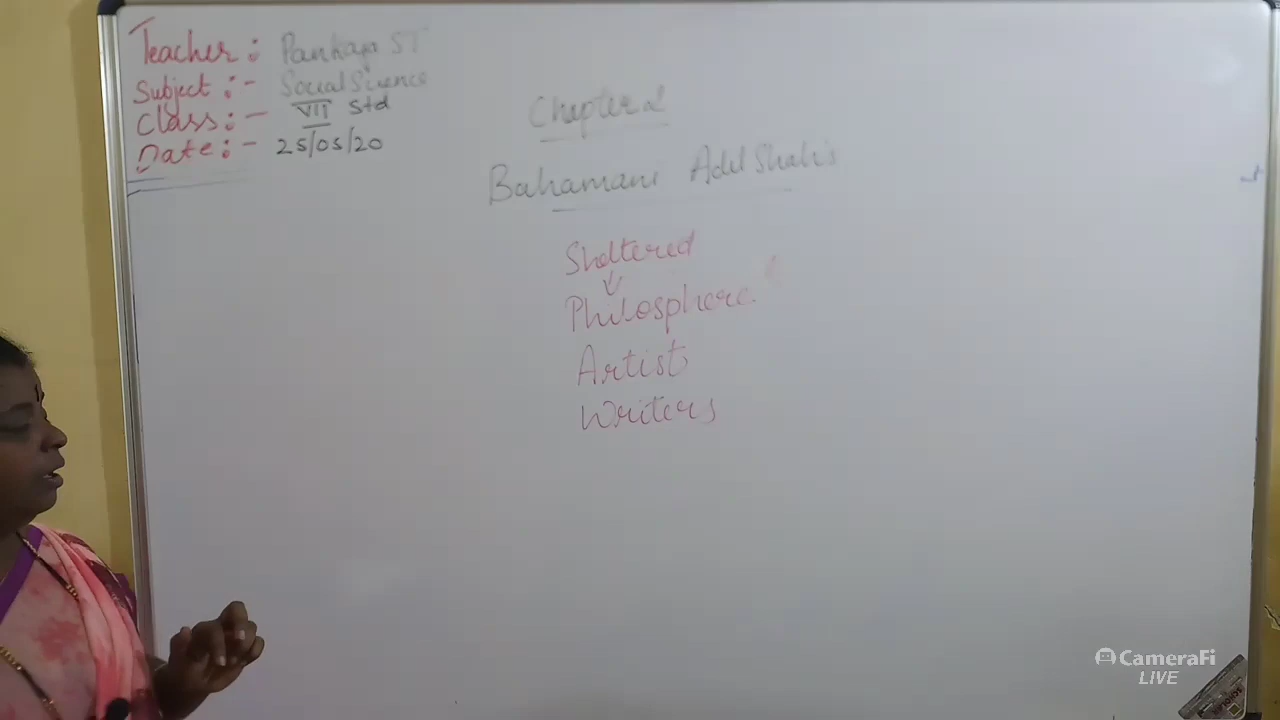 Teacher : Pankaja ST
Subject :- Social Science
Class :- VII Std
Date :- 25/05/20
Chapter 2
Bahamani Adil Shahi's
Sheltered
↓
Philosphere
Artist
Writers
CameraFi
LIVE